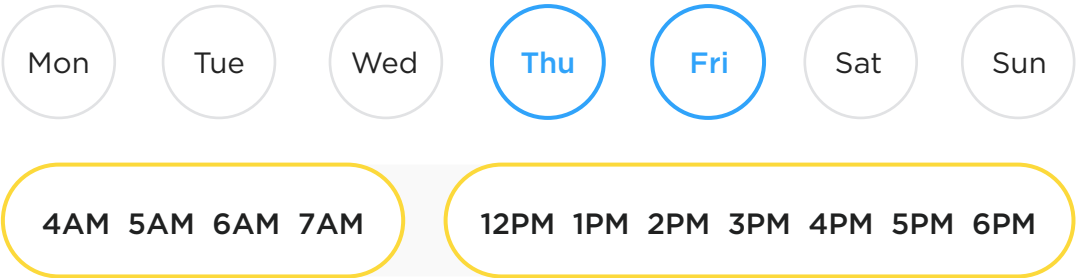 Mon Tue Wed Thu Fri Sat Sun
4AM 5AM 6AM 7AM 12PM 1PM 2PM 3PM 4PM 5PM 6PM